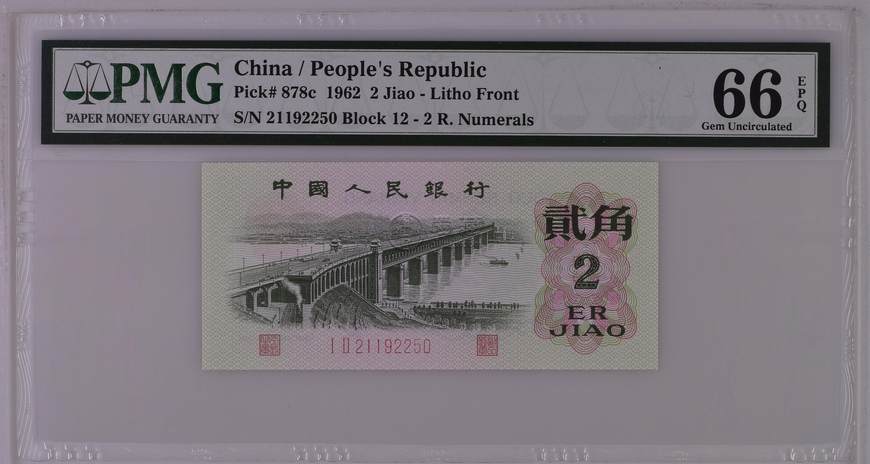 PMG
PAPER MONEY GUARANTY
China / People's Republic
Pick# 878c 1962 2 Jiao - Litho Front
S/N 21192250 Block 12 - 2 R. Numerals
66
EPQ
Gem Uncirculated
中國人民銀行
貳角
2
ER
JIAO
I II 21192250